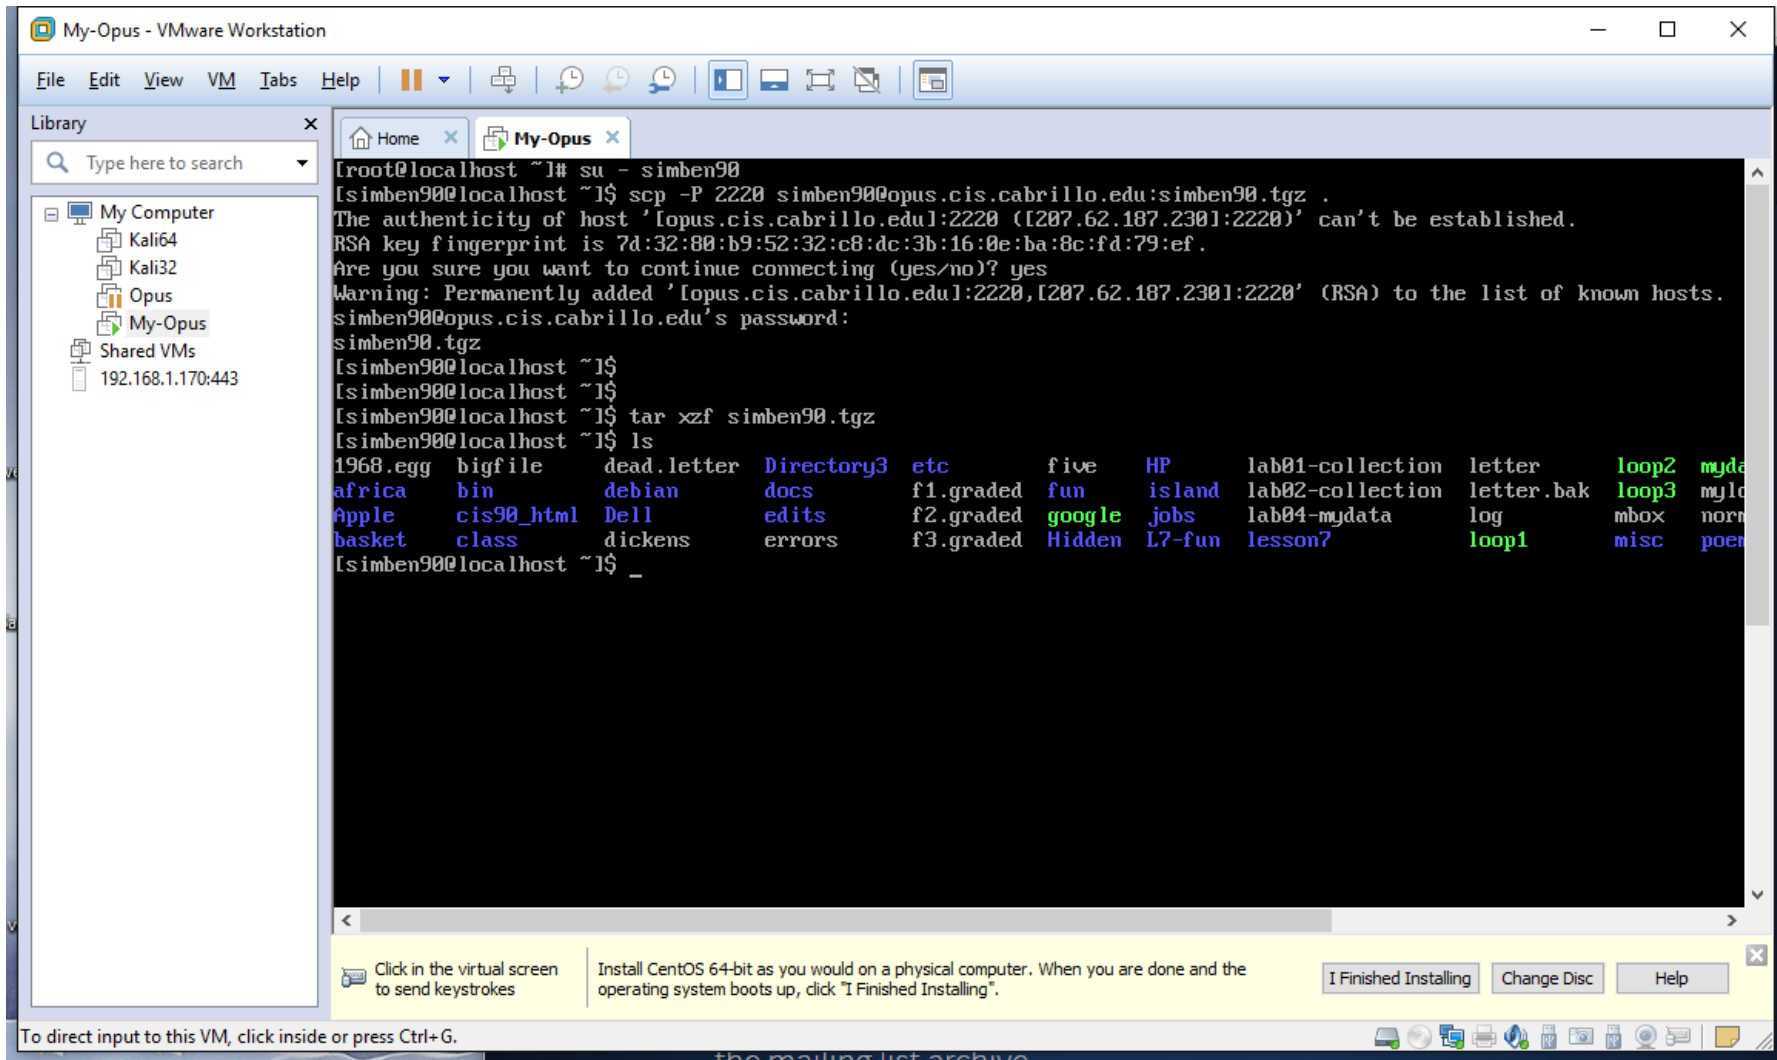 My-Opus - VMware Workstation
File Edit View VM Tabs Help
Library
Type here to search
My Computer
Kali64
Kali32
Opus
My-Opus
Shared VMs
192.168.1.170:443
Home
My-Opus
[root@localhost ~]# su - simben90
[simben90@localhost ~]$ scp -P 2220 simben90@opus.cis.cabrillo.edu:simben90.tgz .
The authenticity of host '[opus.cis.cabrillo.edu]:2220 ([207.62.187.230]:2220)' can't be established.
RSA key fingerprint is 7d:32:80:b9:52:32:c8:dc:3b:16:0e:ba:8c:fd:79:ef.
Are you sure you want to continue connecting (yes/no)? yes
Warning: Permanently added '[opus.cis.cabrillo.edu]:2220,[207.62.187.230]:2220' (RSA) to the list of known hosts.
simben90@opus.cis.cabrillo.edu's password:
simben90.tgz
[simben90@localhost ~]$
[simben90@localhost ~]$
[simben90@localhost ~]$ tar xzf simben90.tgz
[simben90@localhost ~]$ ls
1968.egg bigfile dead.letter Directory3 etc five HP lab01-collection letter loop2 myda
africa bin debian docs f1.graded fun island lab02-collection letter.bak loop3 mylo
Apple cis90_html Dell edits f2.graded google jobs lab04-mydata log mbox norm
basket class dickens errors f3.graded Hidden L7-fun lesson7 loop1 misc poem
[simben90@localhost ~]$ _
Click in the virtual screen
to send keystrokes
Install CentOS 64-bit as you would on a physical computer. When you are done and the
operating system boots up, click "I Finished Installing".
I Finished Installing
Change Disc
Help
To direct input to this VM, click inside or press Ctrl+G.
the mailing list archive